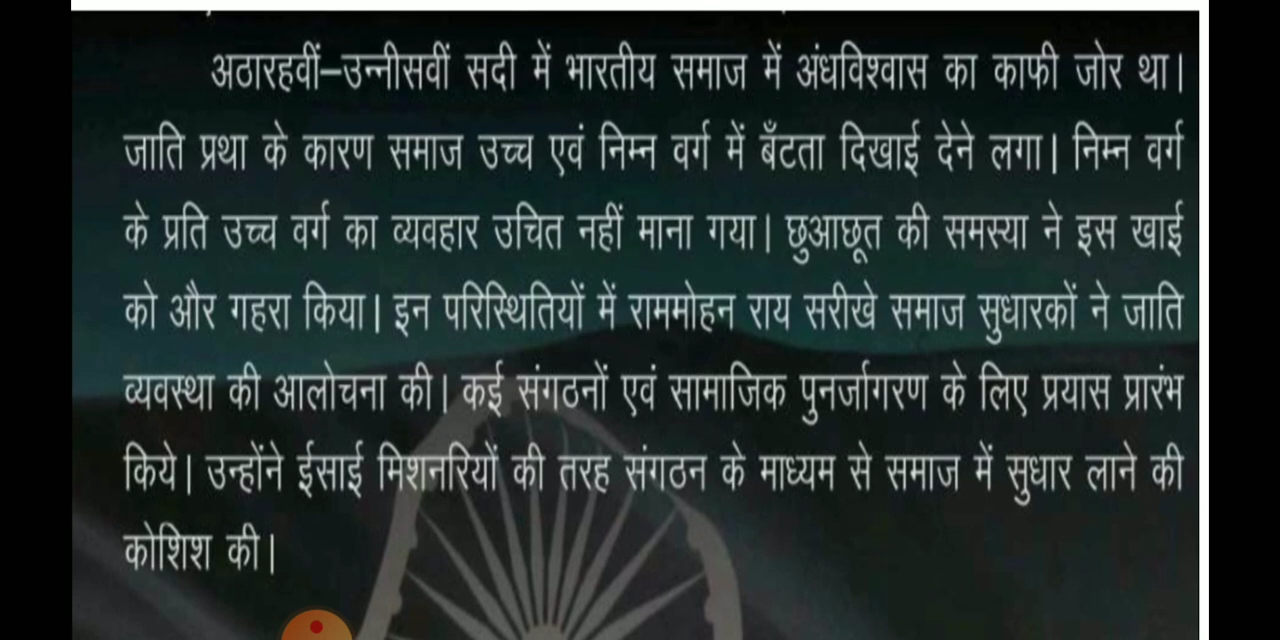 अठारहवीं–उन्नीसवीं सदी में भारतीय समाज में अंधविश्वास का काफी जोर था।
जाति प्रथा के कारण समाज उच्च एवं निम्न वर्ग में बँटता दिखाई देने लगा। निम्न वर्ग
के प्रति उच्च वर्ग का व्यवहार उचित नहीं माना गया। छुआछूत की समस्या ने इस खाई
को और गहरा किया। इन परिस्थितियों में राममोहन राय सरीखे समाज सुधारकों ने जाति
व्यवस्था की आलोचना की। कई संगठनों एवं सामाजिक पुनर्जागरण के लिए प्रयास प्रारंभ
किये। उन्होंने ईसाई मिशनरियों की तरह संगठन के माध्यम से समाज में सुधार लाने की
कोशिश की।